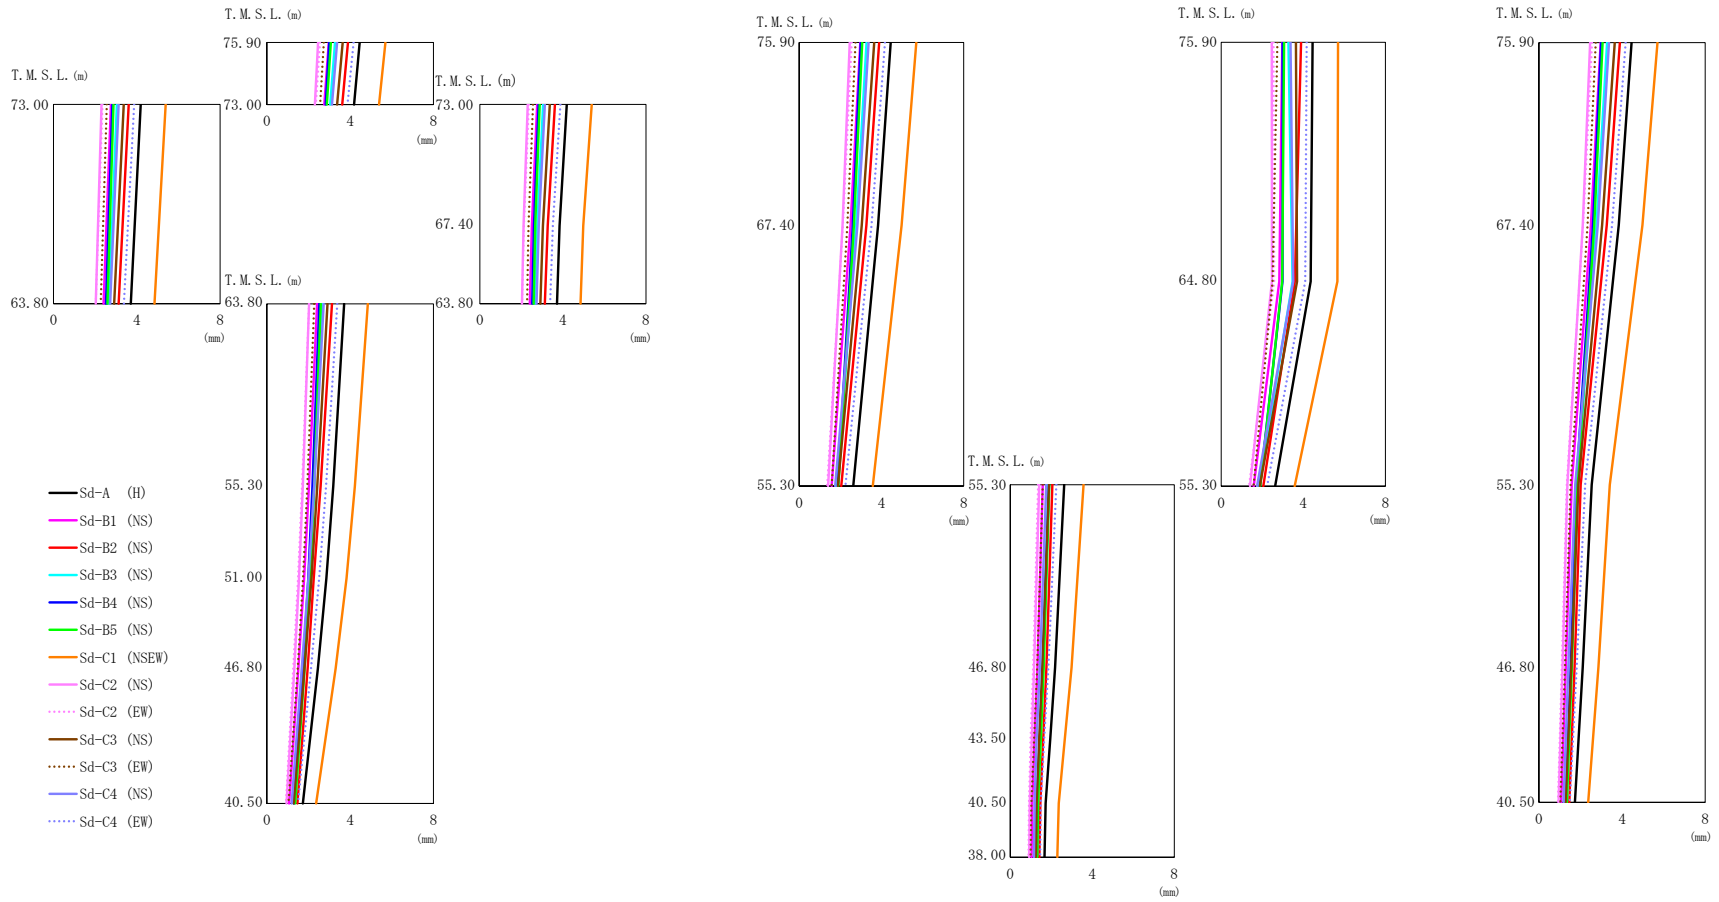 T.M.S.L.(m)
75.90
73.00
0 4 8
(mm)
T.M.S.L.(m)
73.00
63.80
0 4 8
(mm)
T.M.S.L.(m)
73.00
67.40
63.80
0 4 8
(mm)
T.M.S.L.(m)
63.80
55.30
51.00
46.80
40.50
0 4 8
(mm)
Sd-A (H)
Sd-B1 (NS)
Sd-B2 (NS)
Sd-B3 (NS)
Sd-B4 (NS)
Sd-B5 (NS)
Sd-C1 (NSEW)
Sd-C2 (NS)
Sd-C2 (EW)
Sd-C3 (NS)
Sd-C3 (EW)
Sd-C4 (NS)
Sd-C4 (EW)
T.M.S.L.(m)
75.90
67.40
55.30
0 4 8
(mm)
T.M.S.L.(m)
55.30
46.80
43.50
40.50
38.00
0 4 8
(mm)
T.M.S.L.(m)
75.90
64.80
55.30
0 4 8
(mm)
T.M.S.L.(m)
75.90
67.40
55.30
46.80
40.50
0 4 8
(mm)